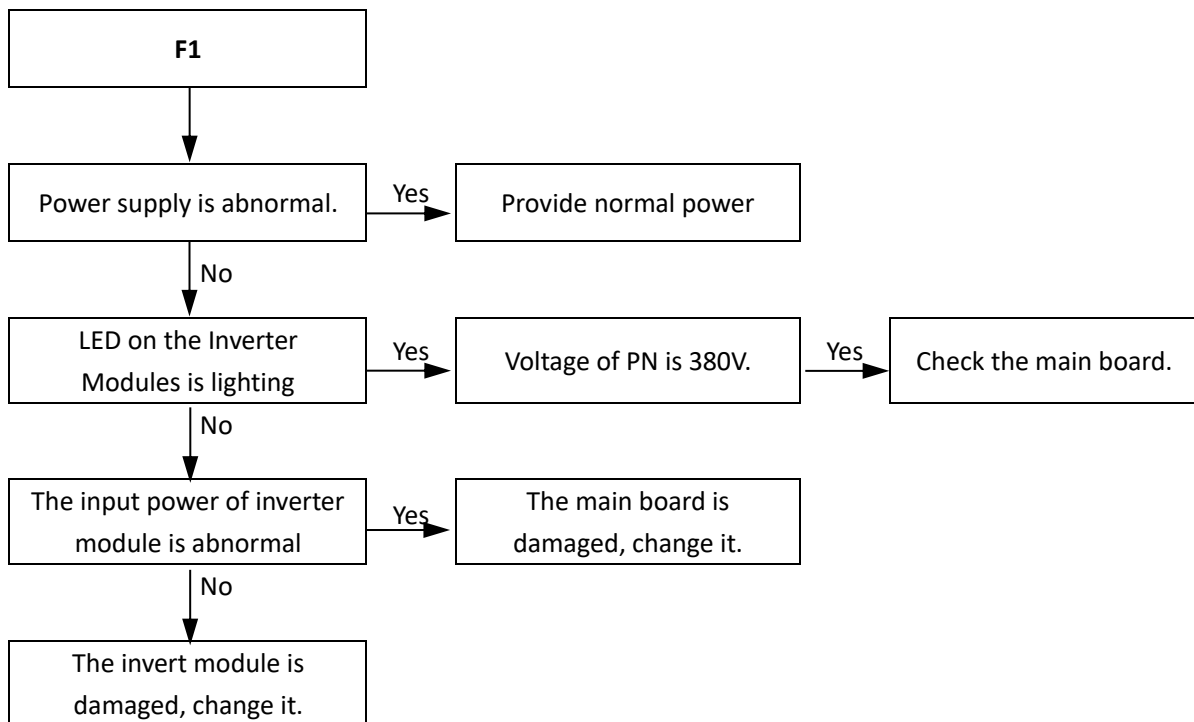 F1
Power supply is abnormal.
Yes
Provide normal power
No
LED on the Inverter
Modules is lighting
Yes
Voltage of PN is 380V.
Yes
Check the main board.
No
The input power of inverter
module is abnormal
Yes
The main board is
damaged, change it.
No
The invert module is
damaged, change it.